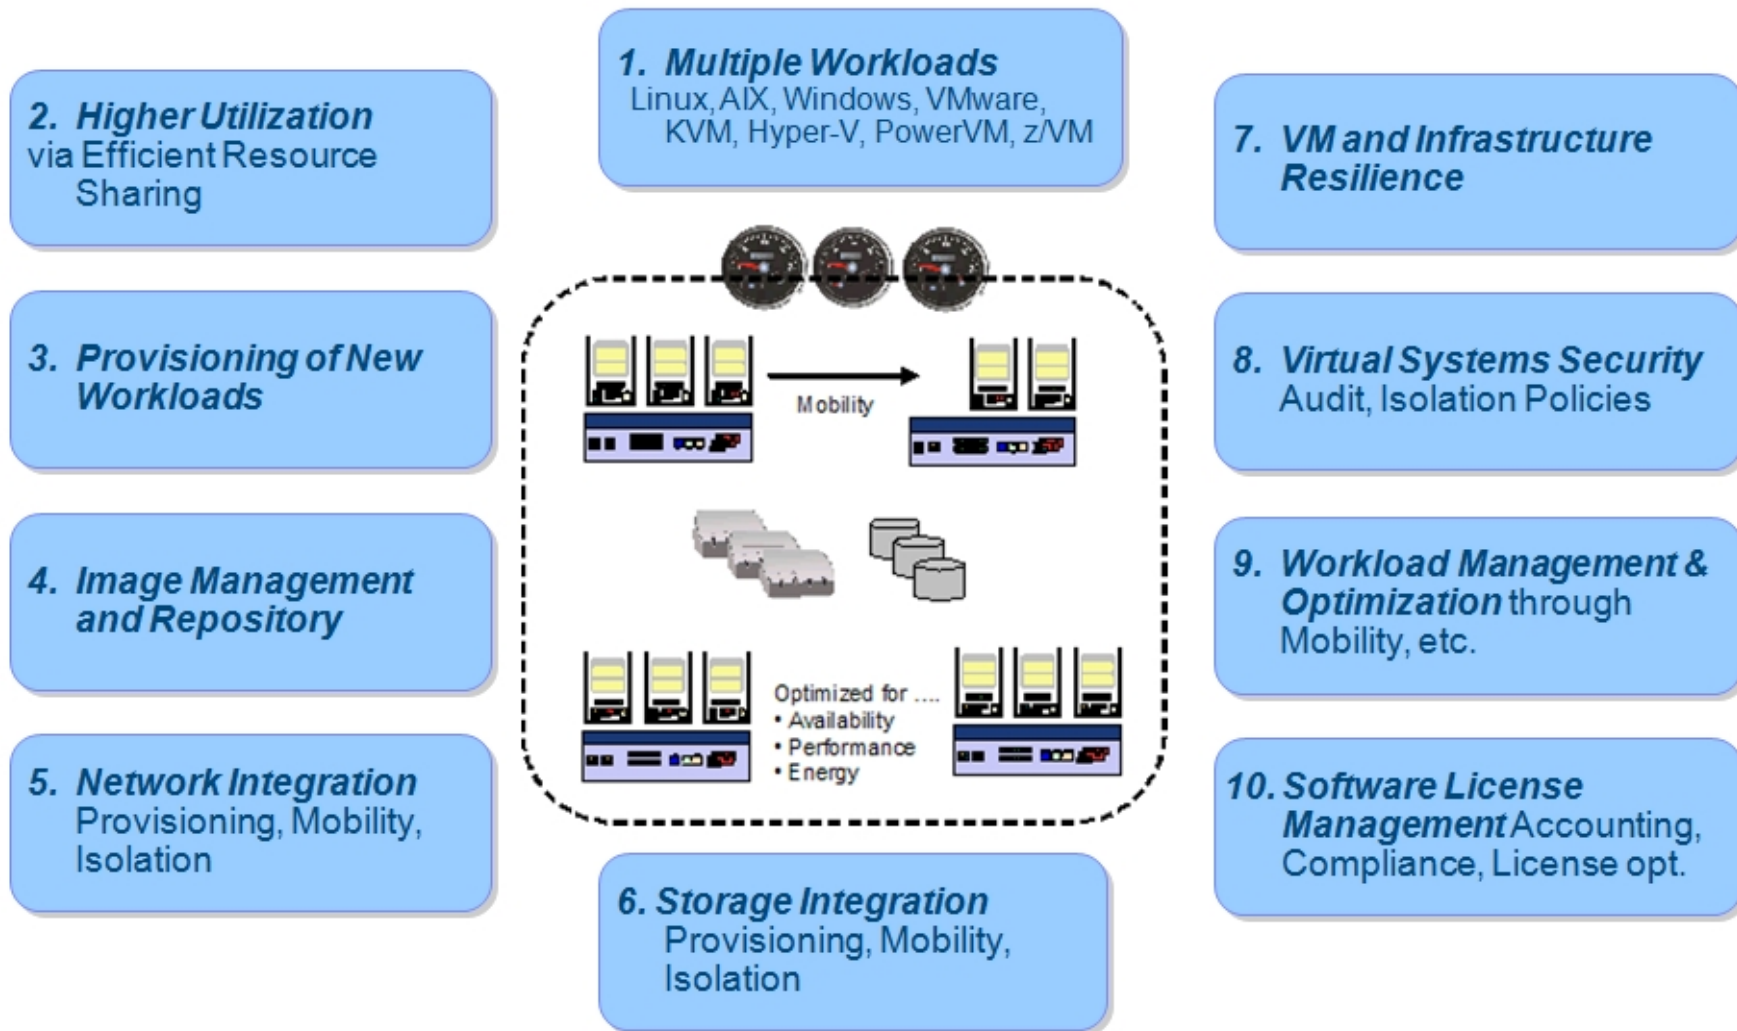 1. Multiple Workloads
Linux, AIX, Windows, VMware,
KVM, Hyper-V, PowerVM, z/VM
2. Higher Utilization
via Efficient Resource
Sharing
3. Provisioning of New
Workloads
4. Image Management
and Repository
5. Network Integration
Provisioning, Mobility,
Isolation
6. Storage Integration
Provisioning, Mobility,
Isolation
7. VM and Infrastructure
Resilience
8. Virtual Systems Security
Audit, Isolation Policies
9. Workload Management &
Optimization through
Mobility, etc.
10. Software License
Management Accounting,
Compliance, License opt.
Mobility
Optimized for ....
• Availability
• Performance
• Energy